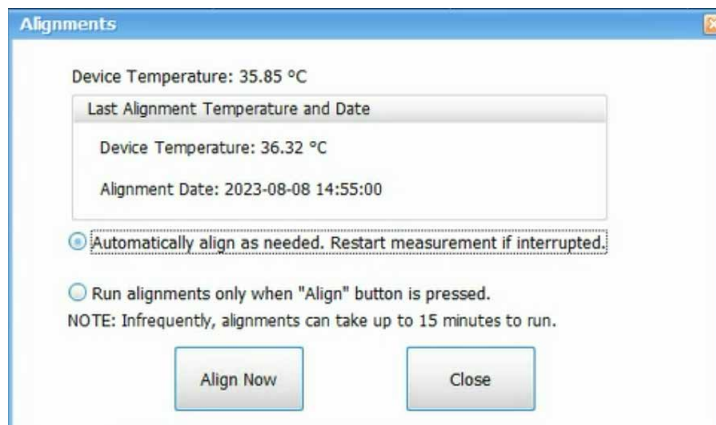 Alignments
Device Temperature: 35.85 °C
Last Alignment Temperature and Date
Device Temperature: 36.32 °C
Alignment Date: 2023-08-08 14:55:00
Automatically align as needed. Restart measurement if interrupted.
Run alignments only when "Align" button is pressed.
NOTE: Infrequently, alignments can take up to 15 minutes to run.
Align Now
Close